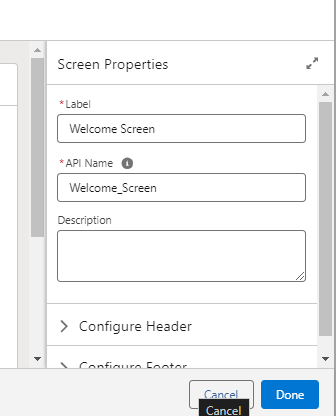 Screen Properties
*Label
Welcome Screen
*API Name
Welcome_Screen
Description
Configure Header
Configure Footer
Cancel
Done
Cancel